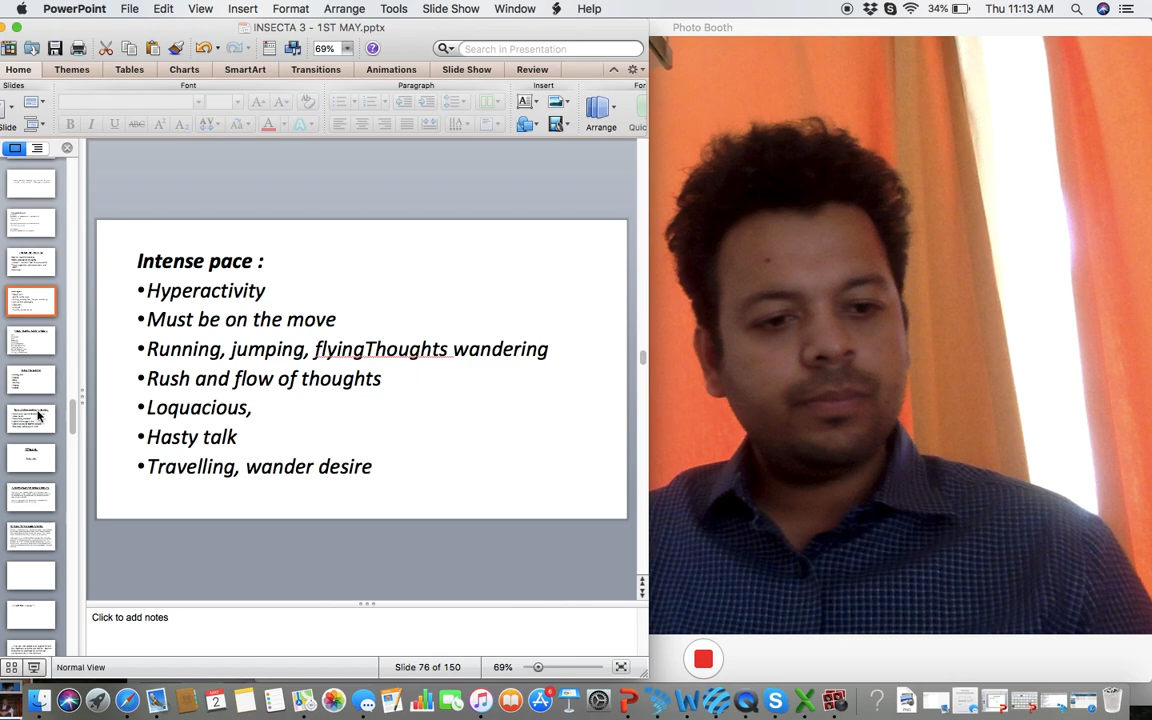 PowerPoint File Edit View Insert Format Arrange Tools Slide Show Window Help 34% Thu 11:13 AM
INSECTA 3 - 1ST MAY.pptx
Photo Booth
69% Search in Presentation
Home Themes Tables Charts SmartArt Transitions Animations Slide Show Review
Slides Font Paragraph Insert For
Slide Arrange Quic
Intense pace :
•Hyperactivity
•Must be on the move
•Running, jumping, flyingThoughts wandering
•Rush and flow of thoughts
•Loquacious,
•Hasty talk
•Travelling, wander desire
Click to add notes
Normal View Slide 76 of 150 69%